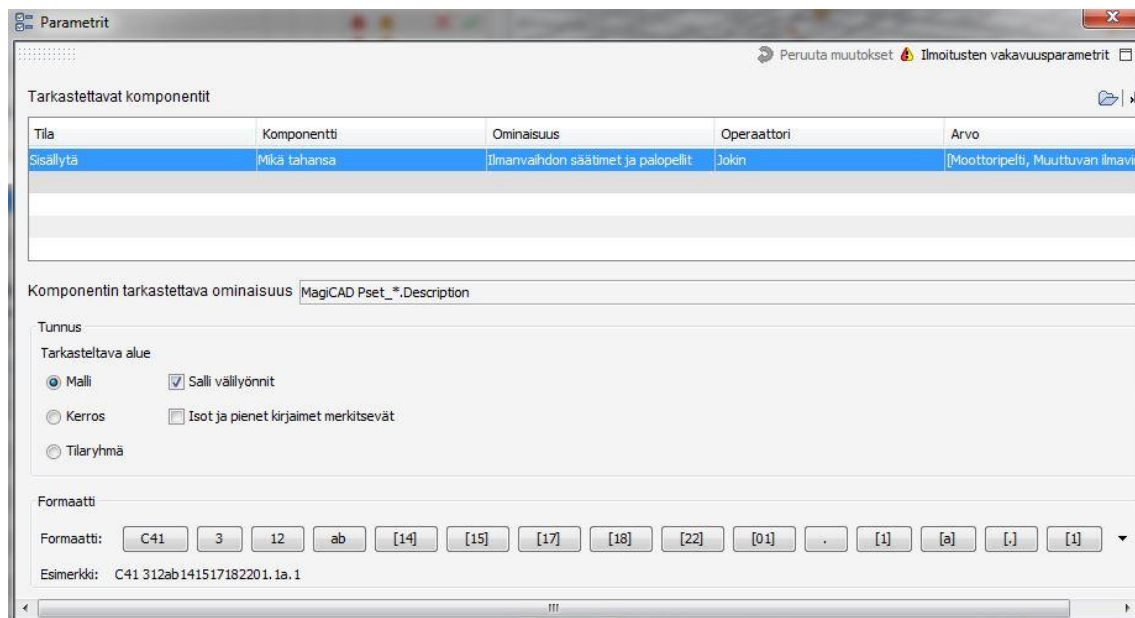 Parametrit
Peruuta muutokset Ilmoitusten vakavuusparametrit
Tarkastettavat komponentit
Tila Komponentti Ominaisuus Operaattori Arvo
Sisällytä Mikä tahansa Ilmanvaihdon säätimet ja palopellit Jokin [Moottoripelti, Muuttuvan
Komponentin tarkastettava ominaisuus MagiCAD Pset_*.Description
Tunnus
Tarkasteltava alue
Malli Salli välilyönnit
Kerros Isot ja pienet kirjaimet merkitsevät
Tilaryhmä
Formaatti
Formaatti: C41 3 12 ab [14] [15] [17] [18] [22] [01] . [1] [a] [.] [1]
Esimerkki: C41 312ab141517182201.1a.1